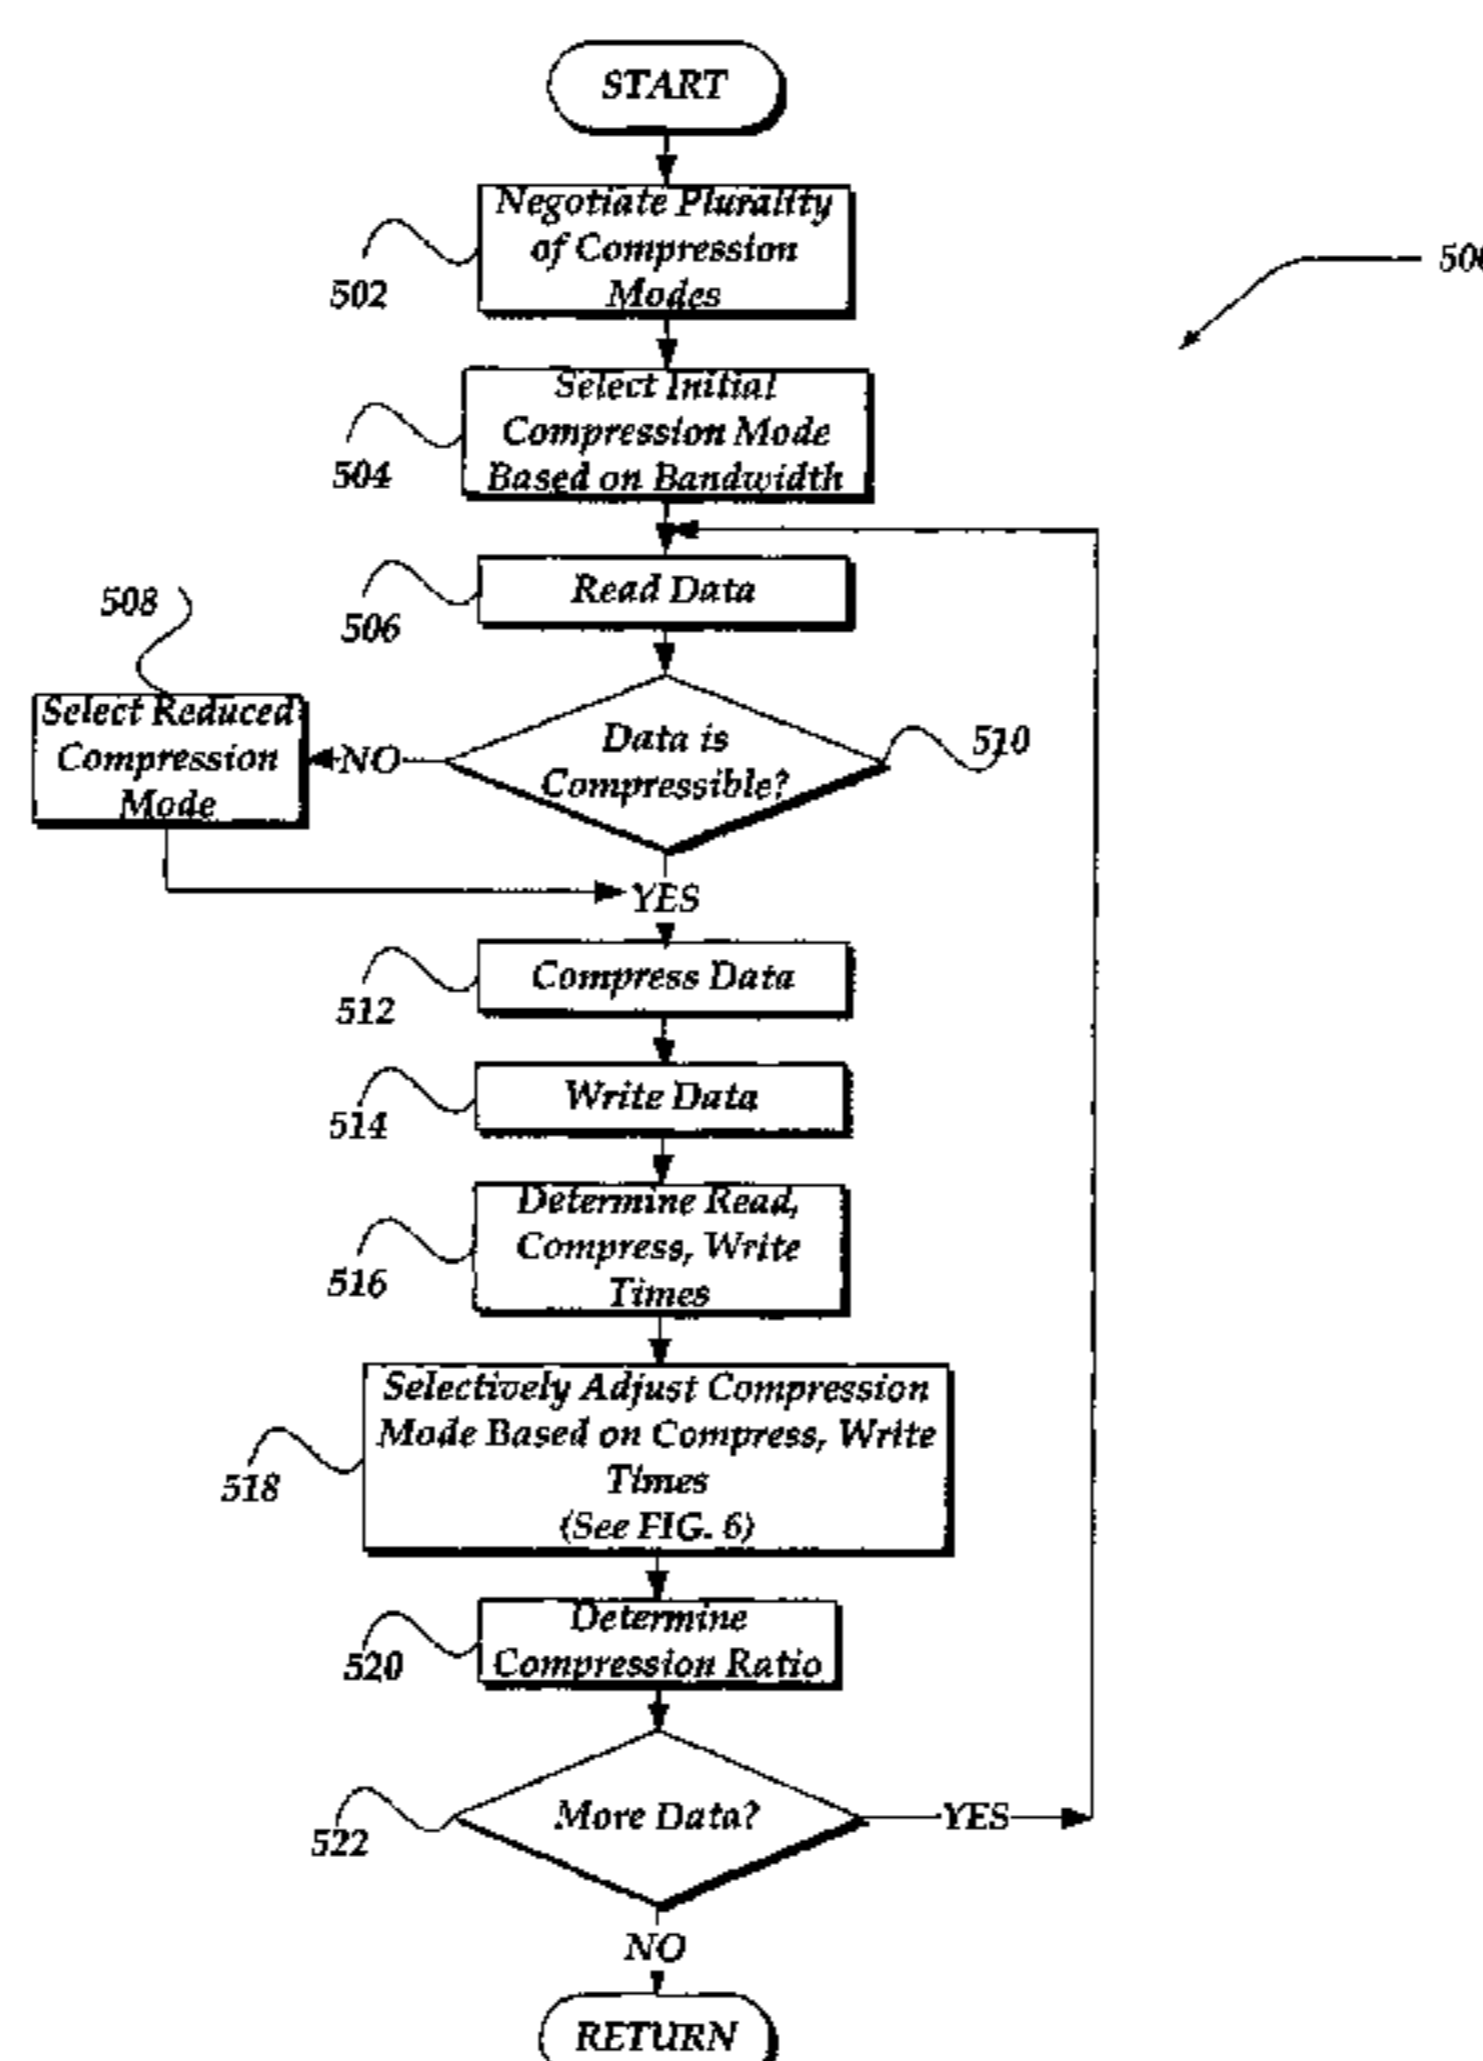 START
Negotiate Plurality
of Compression
Modes
502
Select Initial
Compression Mode
Based on Bandwidth
504
Read Data
506
508
Select Reduced
Compression
Mode
NO
Data is
Compressible?
510
YES
Compress Data
512
Write Data
514
Determine Read,
Compress, Write
Times
516
Selectively Adjust Compression
Mode Based on Compress, Write
Times
(See FIG. 6)
518
Determine
Compression Ratio
520
More Data?
YES
522
NO
RETURN